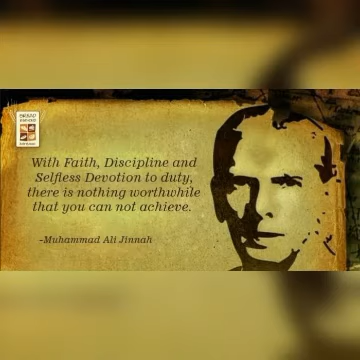 With Faith, Discipline and
Selfless Devotion to duty,
there is nothing worthwhile
that you can not achieve.
-Muhammad Ali Jinnah